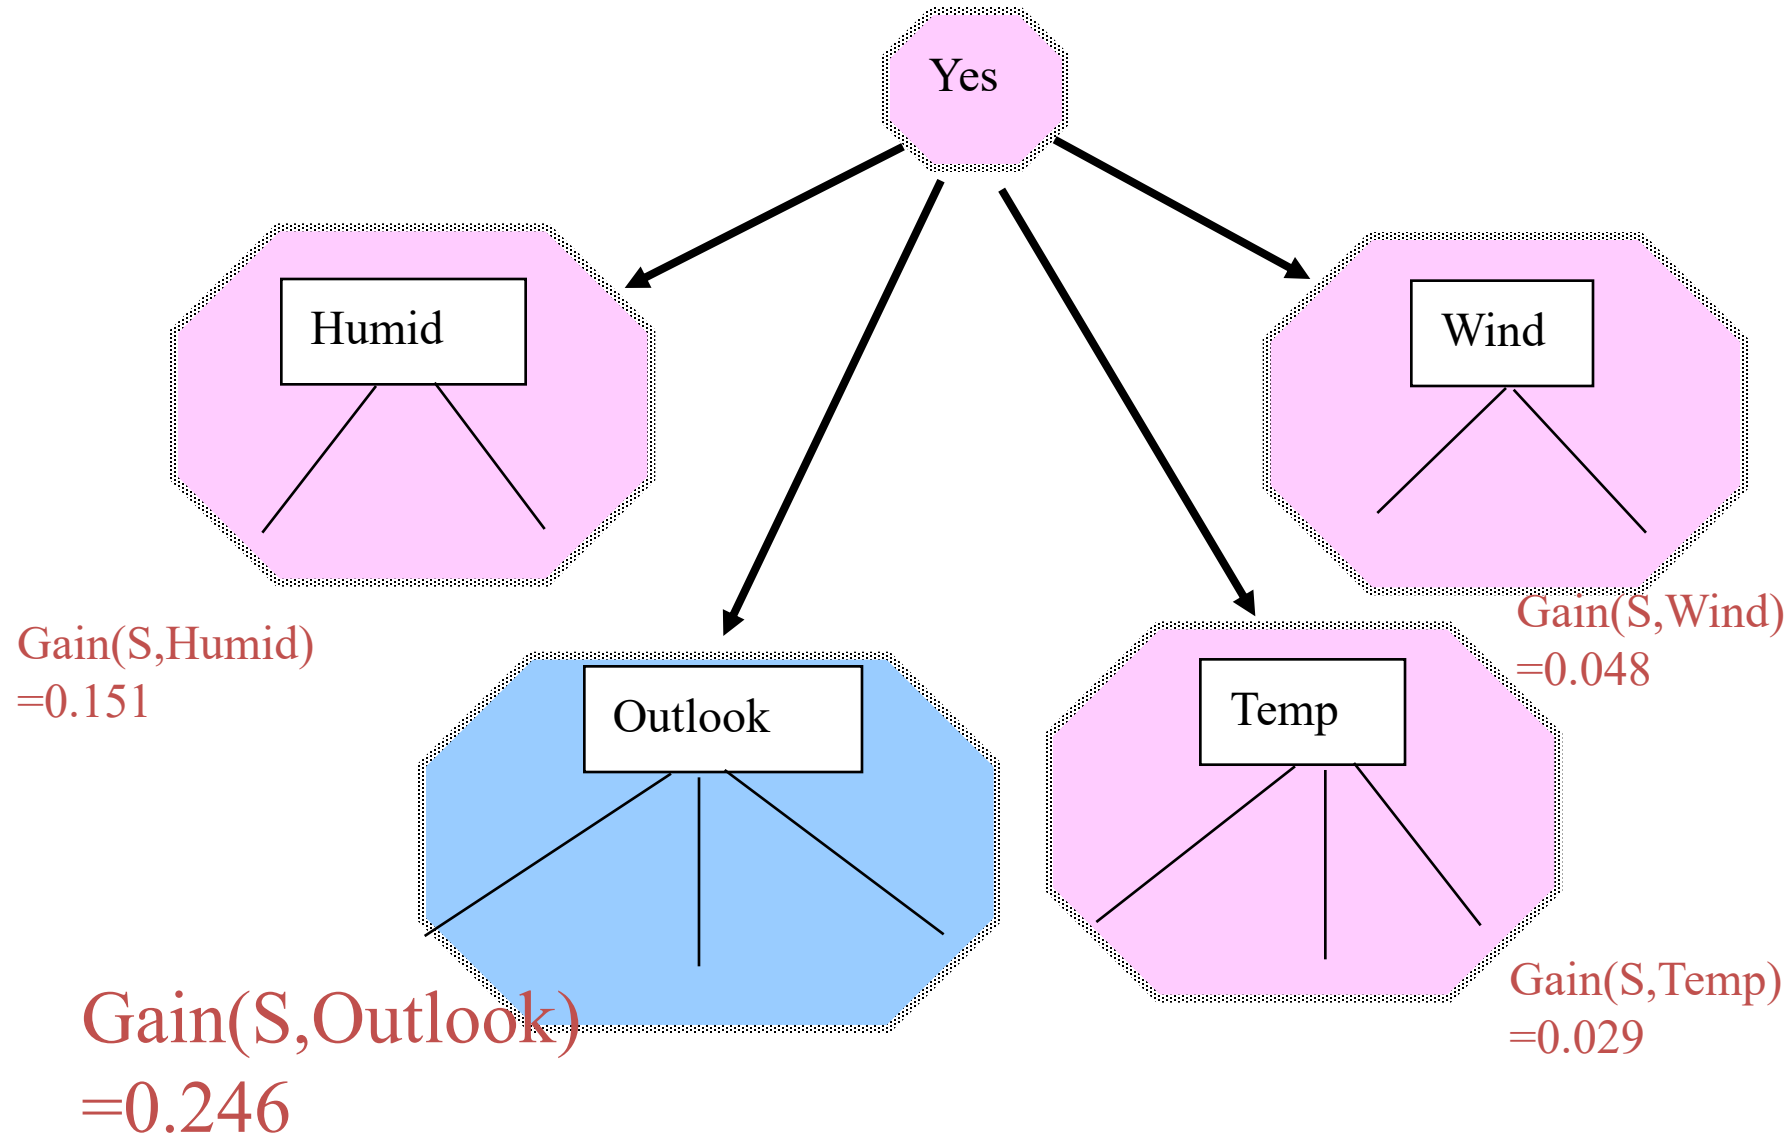 Yes
Humid
Wind
Gain(S,Humid)
=0.151
Gain(S,Wind)
=0.048
Outlook
Temp
Gain(S,Outlook)
=0.246
Gain(S,Temp)
=0.029